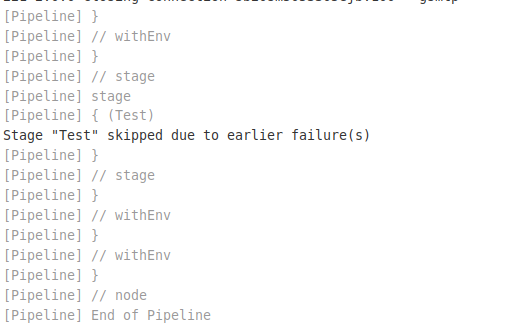 [Pipeline] }
[Pipeline] // withEnv
[Pipeline] }
[Pipeline] // stage
[Pipeline] stage
[Pipeline] { (Test)
Stage "Test" skipped due to earlier failure(s)
[Pipeline] }
[Pipeline] // stage
[Pipeline] }
[Pipeline] // withEnv
[Pipeline] }
[Pipeline] // withEnv
[Pipeline] }
[Pipeline] // node
[Pipeline] End of Pipeline